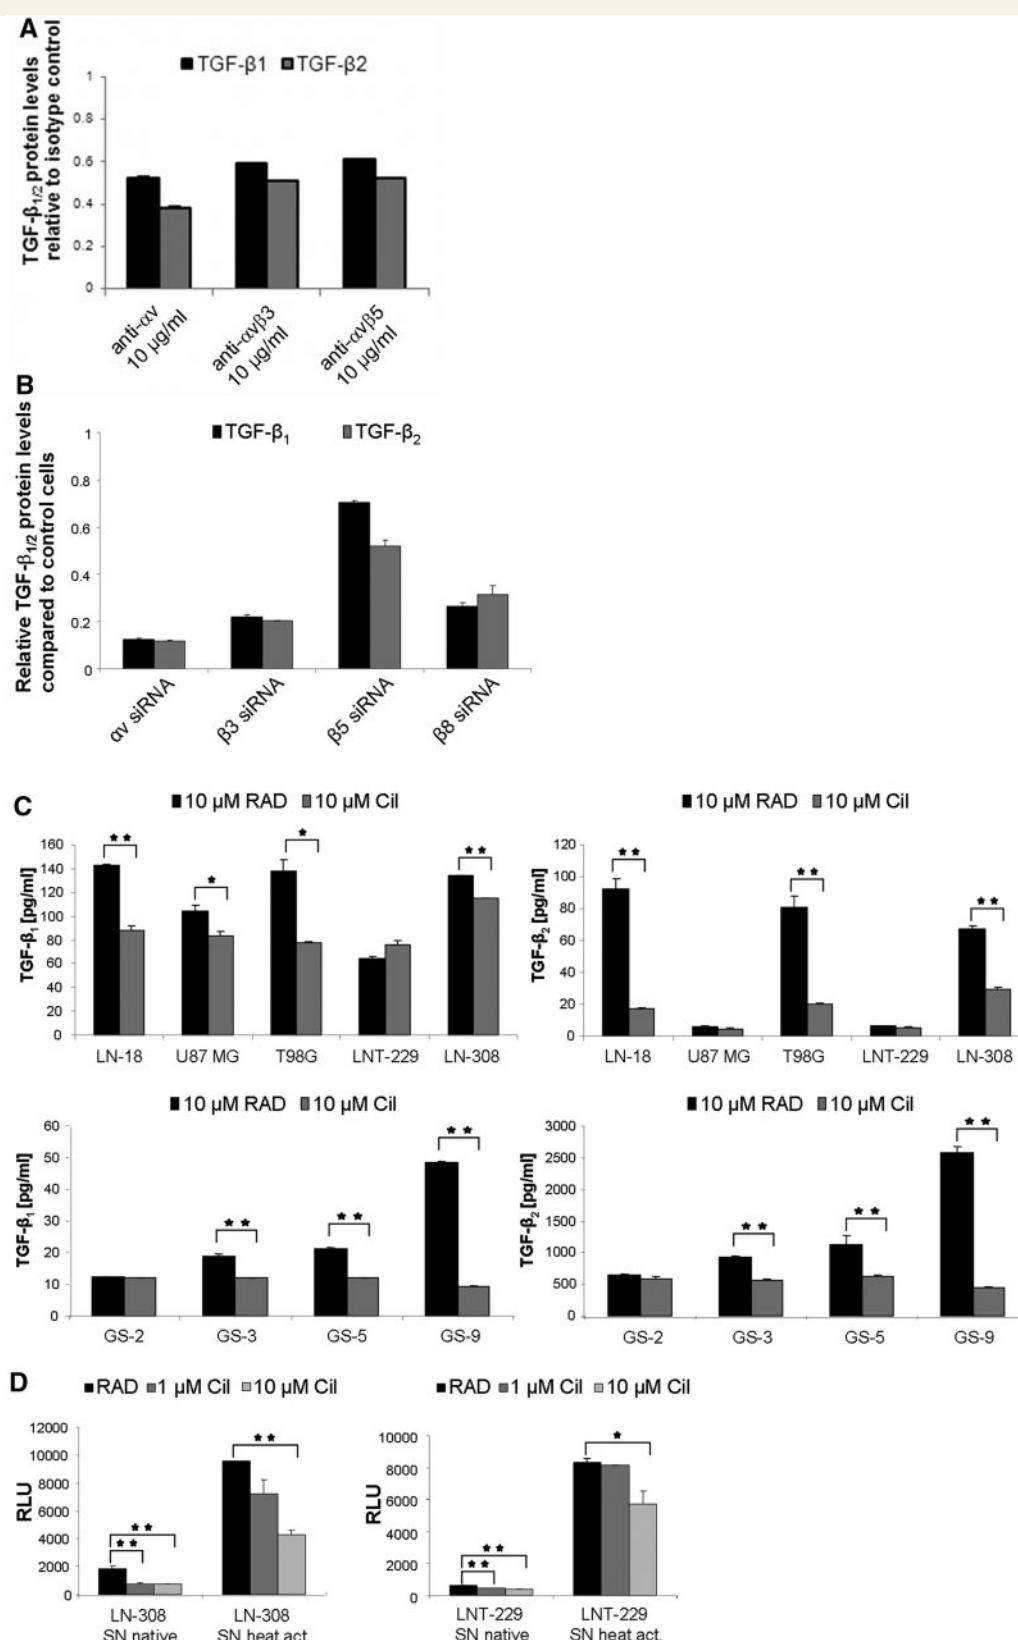 A
TGF-β1 TGF-β2
TGF-β1/2 protein levels
relative to isotype control
1
0.8
0.6
0.4
0.2
0
anti-αv
10 µg/ml
anti-αvβ3
10 µg/ml
anti-αvβ5
10 µg/ml
B
TGF-β1 TGF-β2
Relative TGF-β1/2 protein levels
compared to control cells
1
0.8
0.6
0.4
0.2
0
αv siRNA
β3 siRNA
β5 siRNA
β8 siRNA
C
10 µM RAD 10 µM Cil
TGF-β1 [pg/ml]
160
140
120
100
80
60
40
20
0
★★
★
★
★★
LN-18 U87 MG T98G LNT-229 LN-308
10 µM RAD 10 µM Cil
TGF-β2 [pg/ml]
120
100
80
60
40
20
0
★★
★★
★★
LN-18 U87 MG T98G LNT-229 LN-308
10 µM RAD 10 µM Cil
TGF-β1 [pg/ml]
60
50
40
30
20
10
0
★★
★★
★★
GS-2 GS-3 GS-5 GS-9
10 µM RAD 10 µM Cil
TGF-β2 [pg/ml]
3000
2500
2000
1500
1000
500
0
★★
★★
★★
GS-2 GS-3 GS-5 GS-9
D
RAD 1 µM Cil 10 µM Cil
RLU
12000
10000
8000
6000
4000
2000
0
★★
★★
★★
LN-308 LN-308
SN native SN heat act.
RAD 1 µM Cil 10 µM Cil
RLU
10000
8000
6000
4000
2000
0
★★
★★
★
LNT-229 LNT-229
SN native SN heat act.